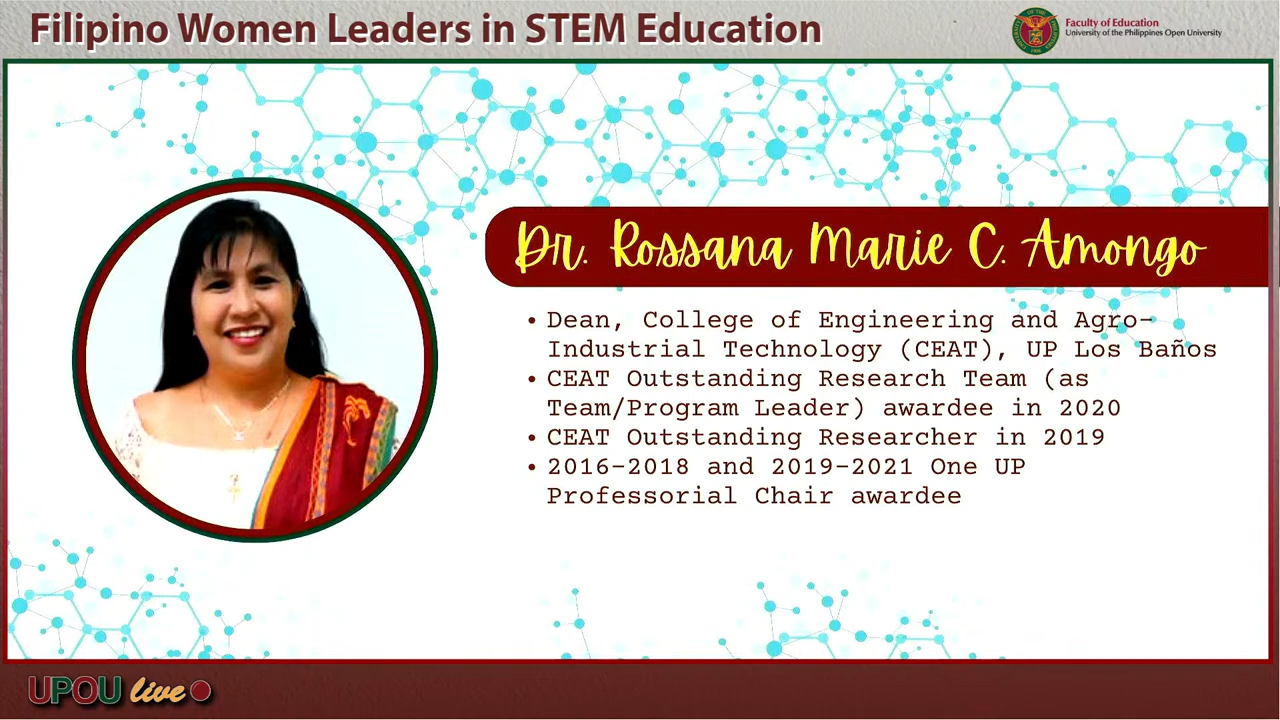 Filipino Women Leaders in STEM Education
Faculty of Education
University of the Philippines Open University
Dr. Rossana Marie C. Amongo
• Dean, College of Engineering and Agro-
Industrial Technology (CEAT), UP Los Baños
• CEAT Outstanding Research Team (as
Team/Program Leader) awardee in 2020
• CEAT Outstanding Researcher in 2019
• 2016-2018 and 2019-2021 One UP
Professorial Chair awardee
UPOU live